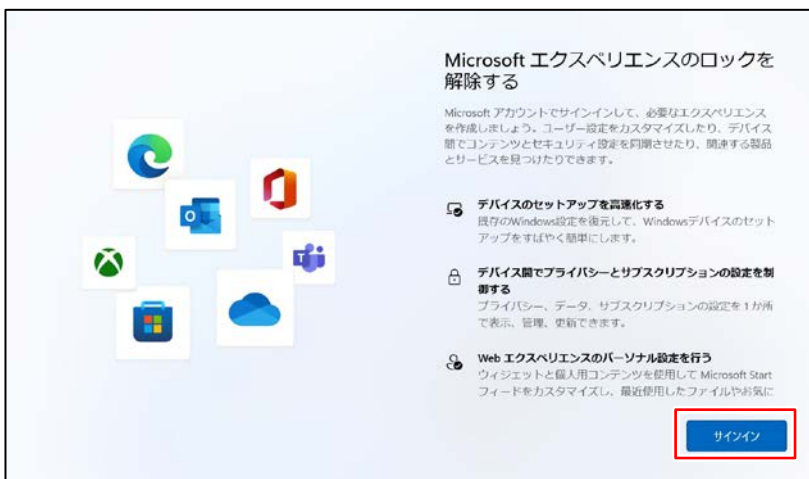 Microsoft エクスペリエンスのロックを
解除する
Microsoft アカウントでサインインして、必要なエクスペリエンス
を作成しましょう。ユーザー設定をカスタマイズしたり、デバイス
間でコンテンツとセキュリティ設定を同期させたり、関連する製品
とサービスを見つけたりできます。
デバイスのセットアップを高速化する
既存のWindows設定を復元して、Windowsデバイスのセット
アップをすばやく簡単にします。
デバイス間でプライバシーとサブスクリプションの設定を制
御する
プライバシー、データ、サブスクリプションの設定を1か所
で表示、管理、更新できます。
Web エクスペリエンスのパーソナル設定を行う
ウィジェットと個人用コンテンツを使用して Microsoft Start
フィードをカスタマイズし、最近使用したファイルやお気に
サインイン